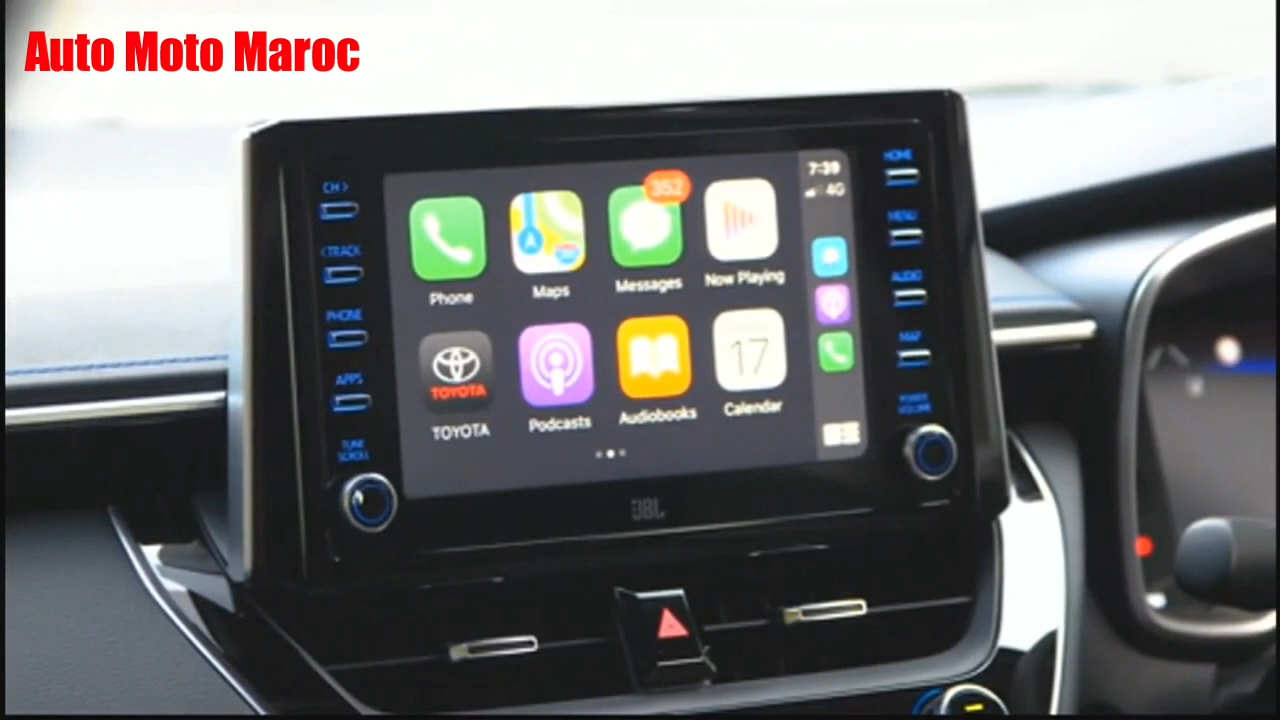 Auto Moto Maroc
CH >
< TRACK
PHONE
APPS
TUNE
SCROLL
Phone
Maps
352
Messages
Now Playing
TOYOTA
TOYOTA
Podcasts
Audiobooks
17
Calendar
7:39
4G
HOME
MENU
AUDIO
MAP
POWER
VOLUME
JBL